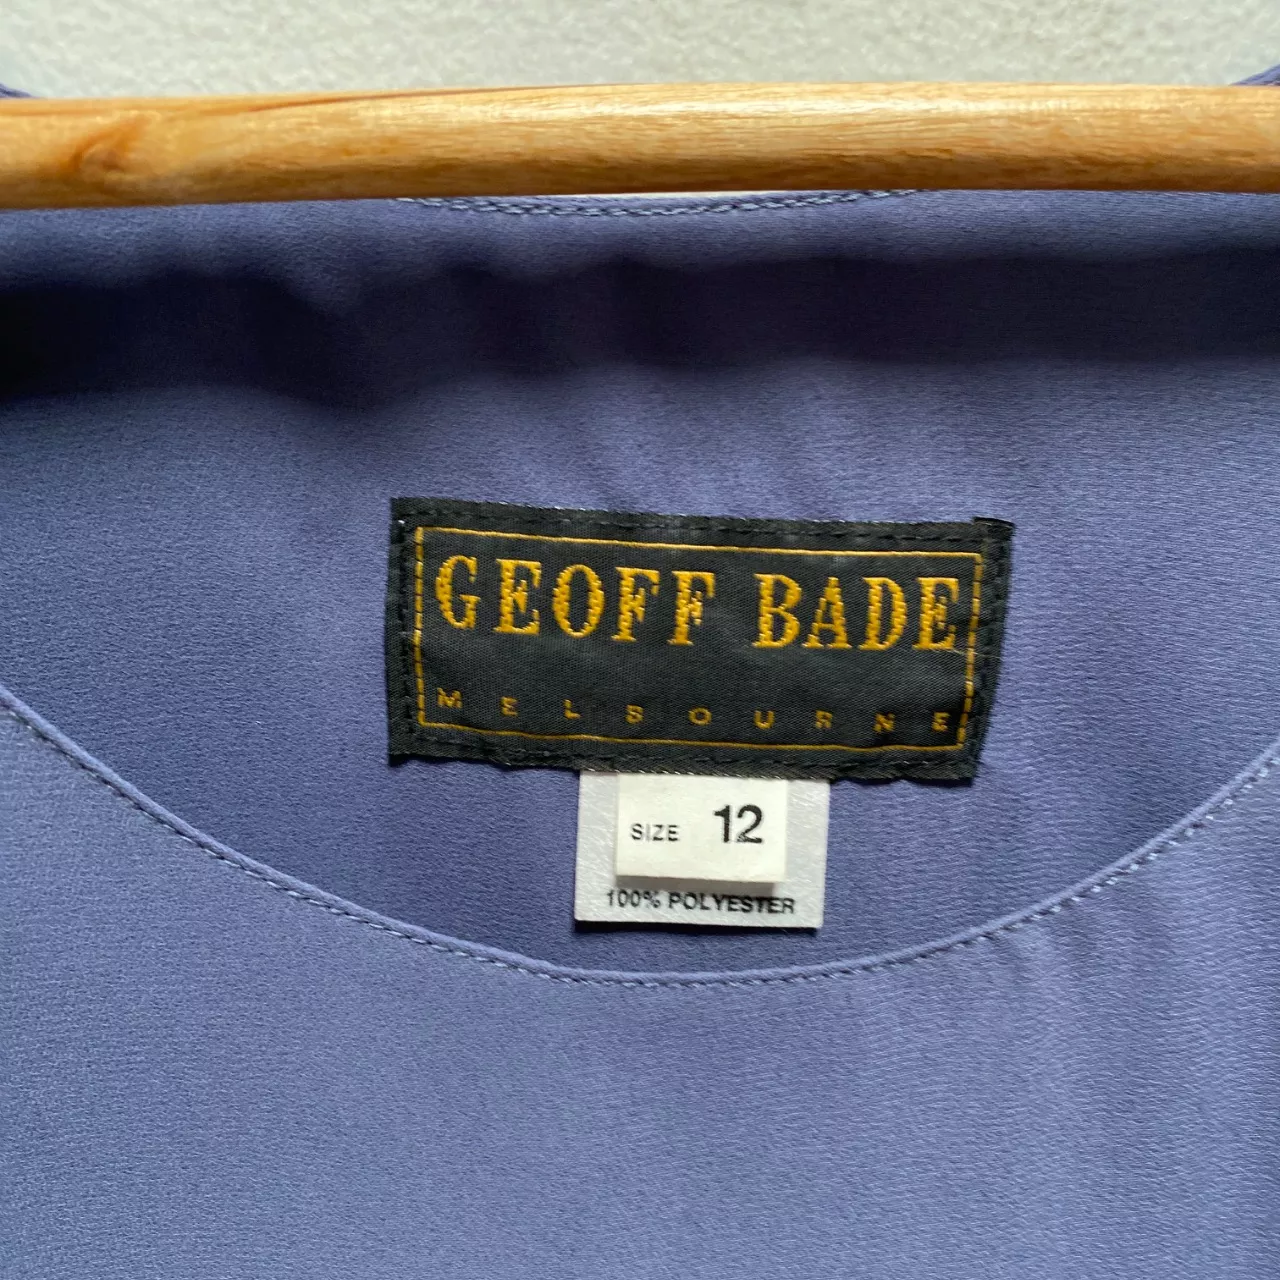 GEOFF BADE
MELBOURNE
SIZE 12
100% POLYESTER